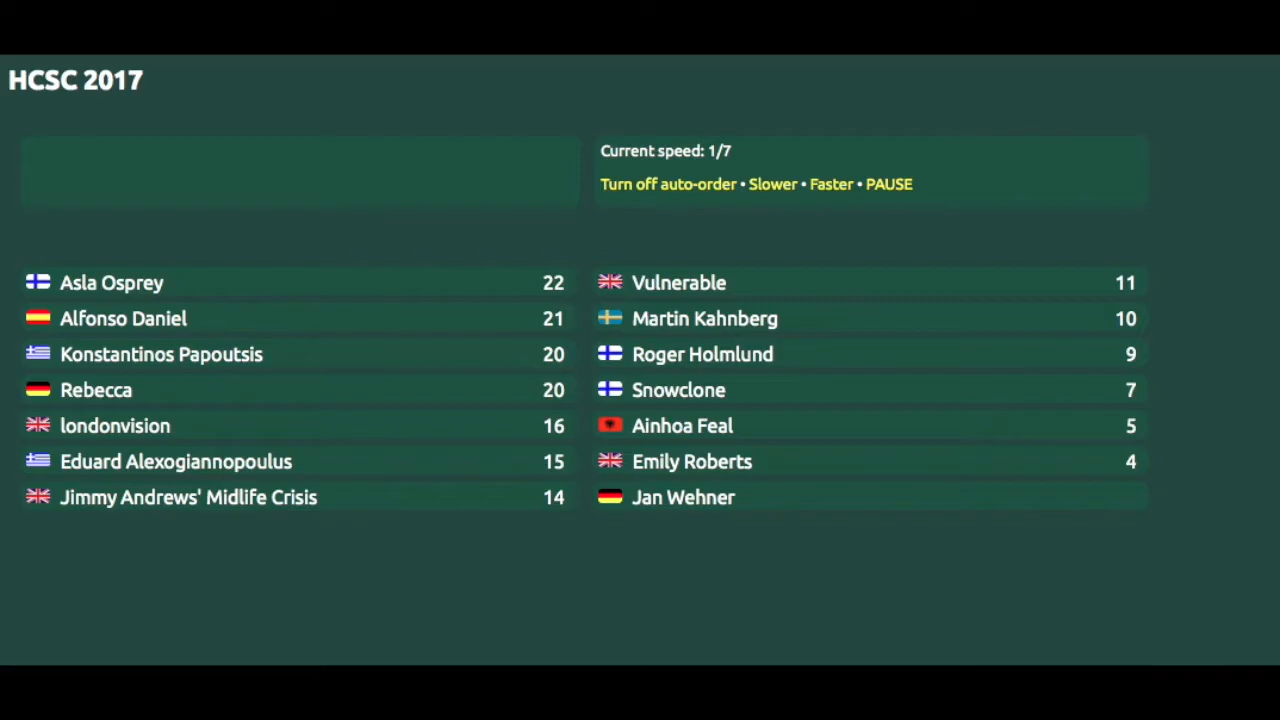 HCSC 2017
Current speed: 1/7
Turn off auto-order • Slower • Faster • PAUSE
Asla Osprey 22
Alfonso Daniel 21
Konstantinos Papoutsis 20
Rebecca 20
londonvision 16
Eduard Alexogiannopoulus 15
Jimmy Andrews' Midlife Crisis 14
Vulnerable 11
Martin Kahnberg 10
Roger Holmlund 9
Snowclone 7
Ainhoa Feal 5
Emily Roberts 4
Jan Wehner